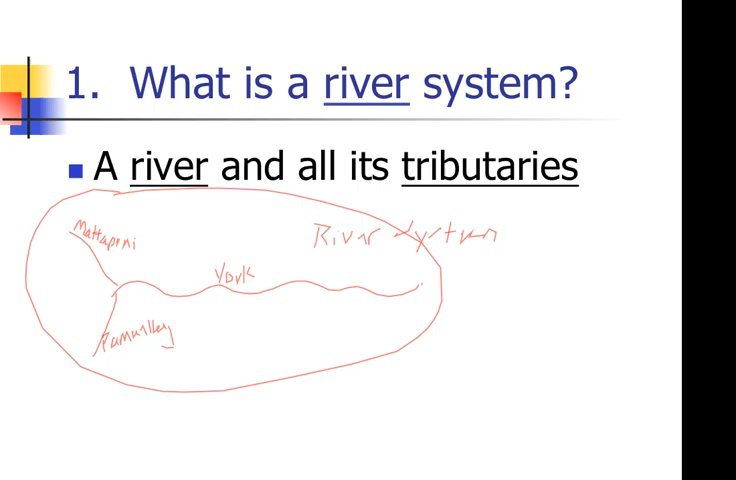 1. What is a river system?
A river and all its tributaries
Mattaponi
River System
York
Pamunkey